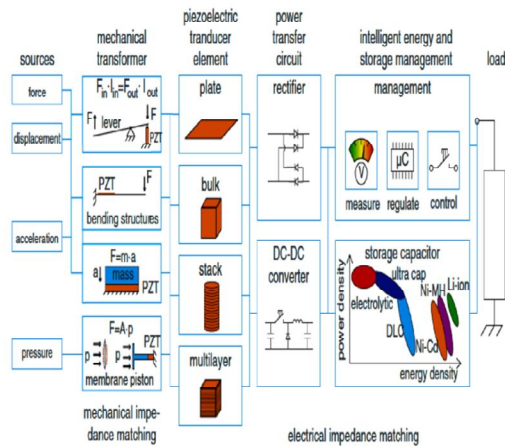 sources
mechanical
transformer
piezoelectric
tranducer
element
power
transfer
circuit
intelligent energy and
storage management
load
force
displacement
acceleration
pressure
F_in·l_in=F_out·l_out
F
lever
F
PZT
PZT
F
bending structures
F=m·a
a
mass
PZT
F=A·p
PZT
p
p
membrane piston
mechanical impe-
dance matching
plate
bulk
stack
multilayer
rectifier
DC-DC
converter
management
V
µC
measure
regulate
control
storage capacitor
ultra cap
electrolytic
DLC
Ni-MH
Li-ion
Ni-Cd
power density
energy density
electrical impedance matching